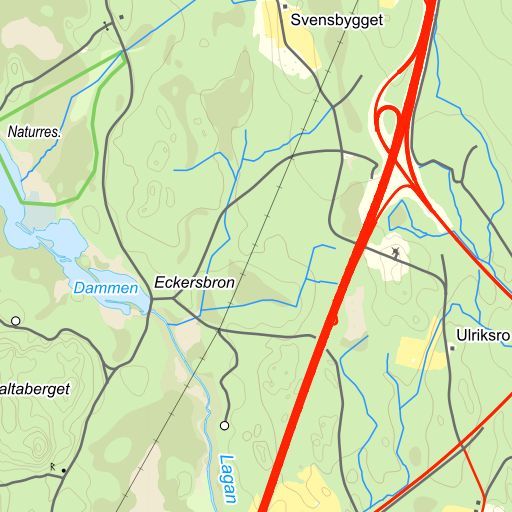 Svensbygget
Naturres.
Dammen
Eckersbron
Ulriksro
altaberget
Lagan